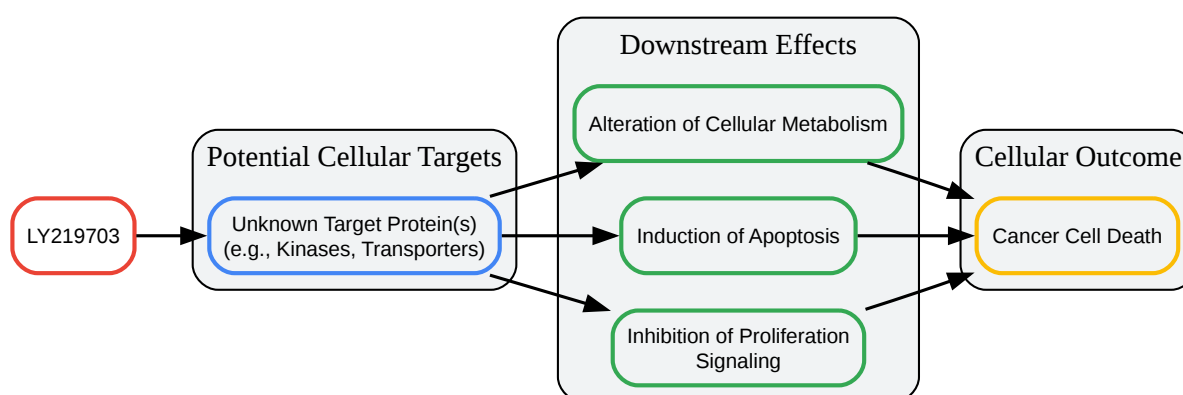 LY219703
Potential Cellular Targets
Unknown Target Protein(s)
(e.g., Kinases, Transporters)
Downstream Effects
Alteration of Cellular Metabolism
Induction of Apoptosis
Inhibition of Proliferation
Signaling
Cellular Outcome
Cancer Cell Death